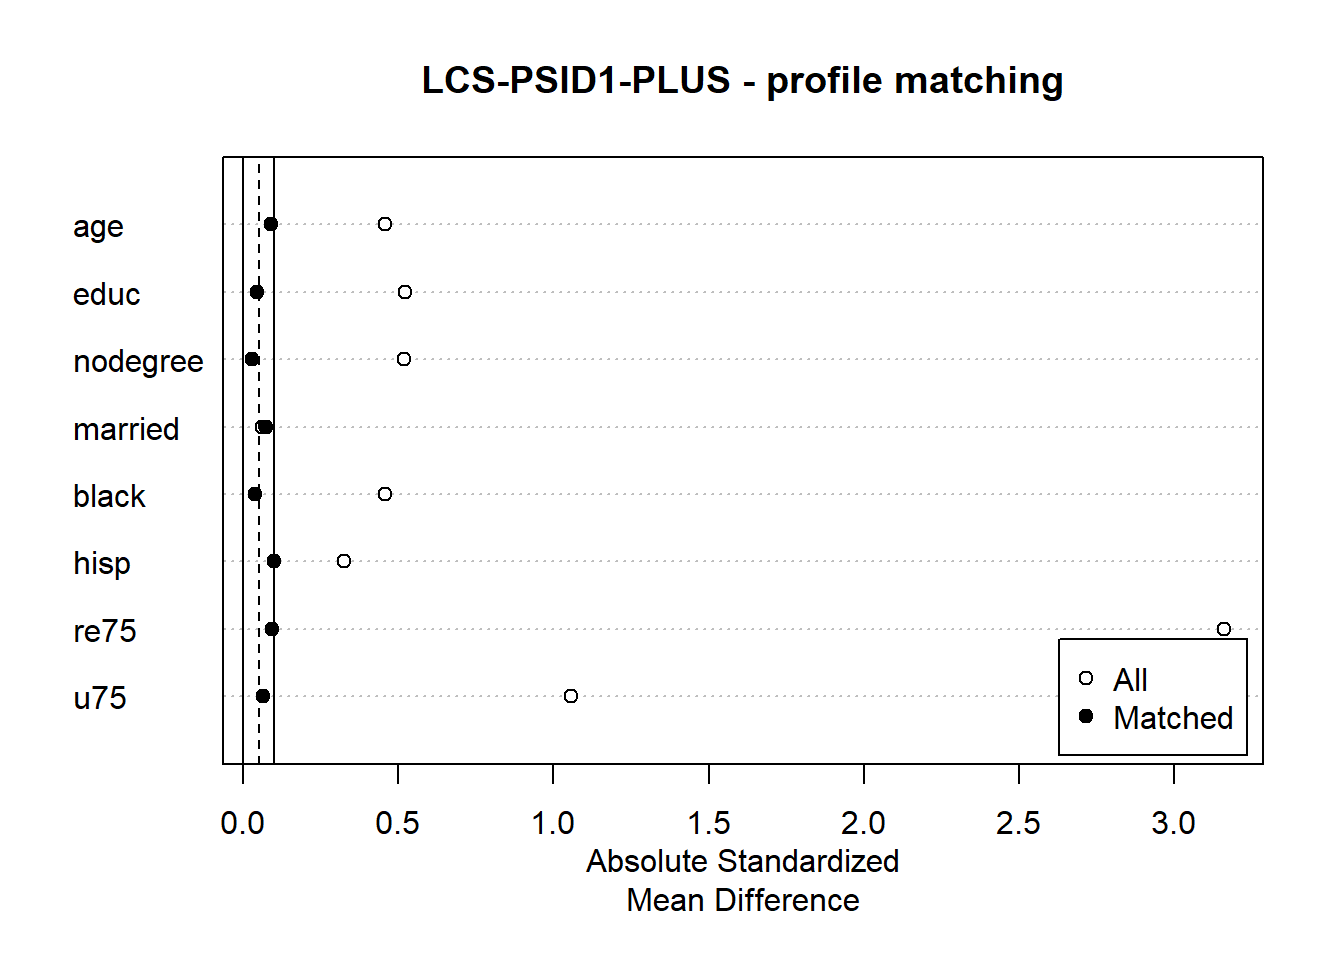 LCS-PSID1-PLUS - profile matching
age
educ
nodegree
married
black
hisp
re75
u75
All
Matched
0.0 0.5 1.0 1.5 2.0 2.5 3.0
Absolute Standardized
Mean Difference